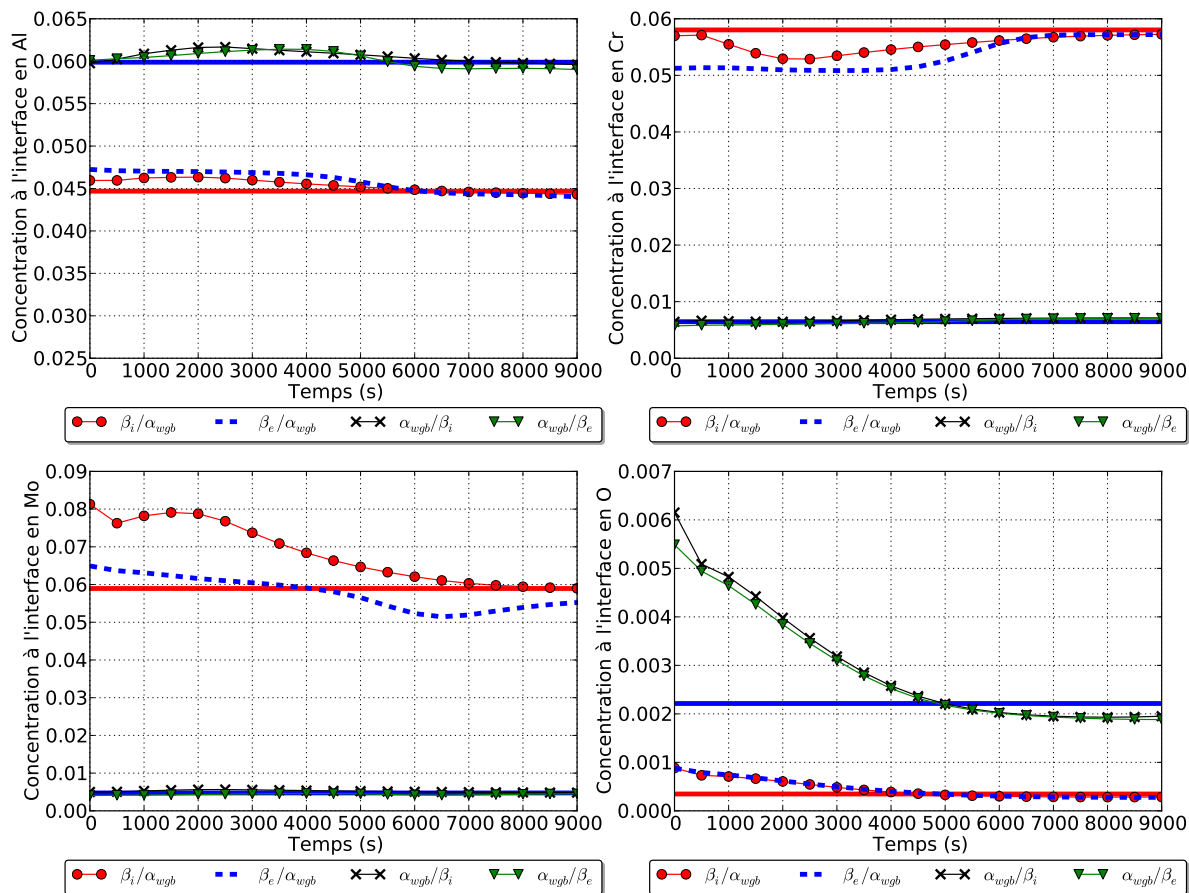 Concentration à l'interface en Al
0.065
0.060
0.055
0.050
0.045
0.040
0.035
0.030
0.025
0 1000 2000 3000 4000 5000 6000 7000 8000 9000
Temps (s)
β_i/α_wgb β_e/α_wgb α_wgb/β_i α_wgb/β_e
Concentration à l'interface en Cr
0.06
0.05
0.04
0.03
0.02
0.01
0.00
0 1000 2000 3000 4000 5000 6000 7000 8000 9000
Temps (s)
β_i/α_wgb β_e/α_wgb α_wgb/β_i α_wgb/β_e
Concentration à l'interface en Mo
0.09
0.08
0.07
0.06
0.05
0.04
0.03
0.02
0.01
0.00
0 1000 2000 3000 4000 5000 6000 7000 8000 9000
Temps (s)
β_i/α_wgb β_e/α_wgb α_wgb/β_i α_wgb/β_e
Concentration à l'interface en O
0.007
0.006
0.005
0.004
0.003
0.002
0.001
0.000
0 1000 2000 3000 4000 5000 6000 7000 8000 9000
Temps (s)
β_i/α_wgb β_e/α_wgb α_wgb/β_i α_wgb/β_e